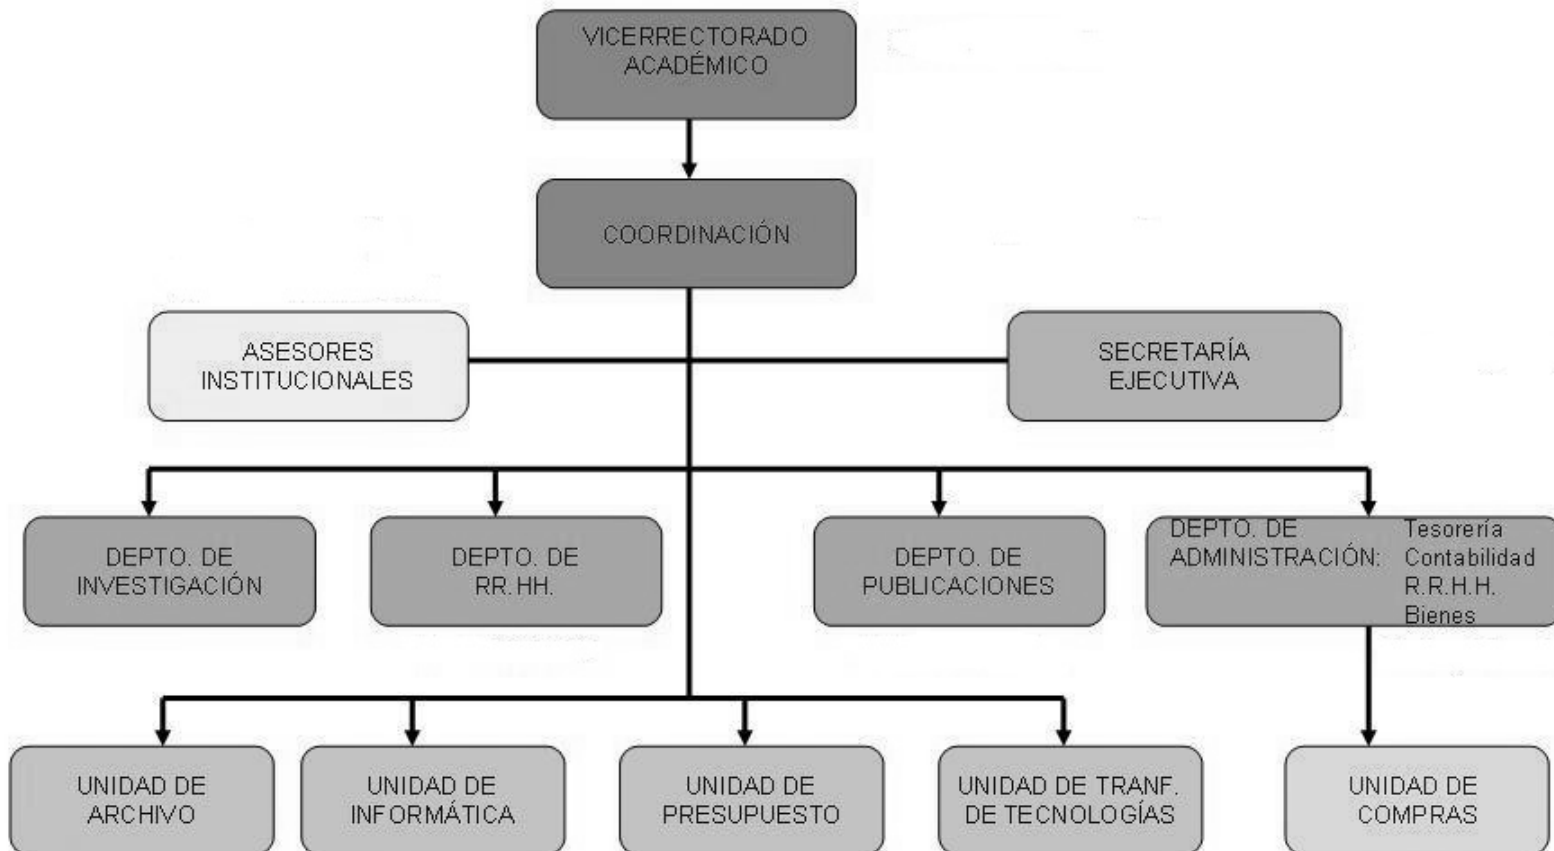 VICERRECTORADO
ACADÉMICO
COORDINACIÓN
ASESORES
INSTITUCIONALES
SECRETARÍA
EJECUTIVA
DEPTO. DE
INVESTIGACIÓN
DEPTO. DE
RR.HH.
DEPTO. DE
PUBLICACIONES
DEPTO. DE
ADMINISTRACIÓN:
Tesorería
Contabilidad
R.R.H.H.
Bienes
UNIDAD DE
ARCHIVO
UNIDAD DE
INFORMÁTICA
UNIDAD DE
PRESUPUESTO
UNIDAD DE TRANF.
DE TECNOLOGÍAS
UNIDAD DE
COMPRAS